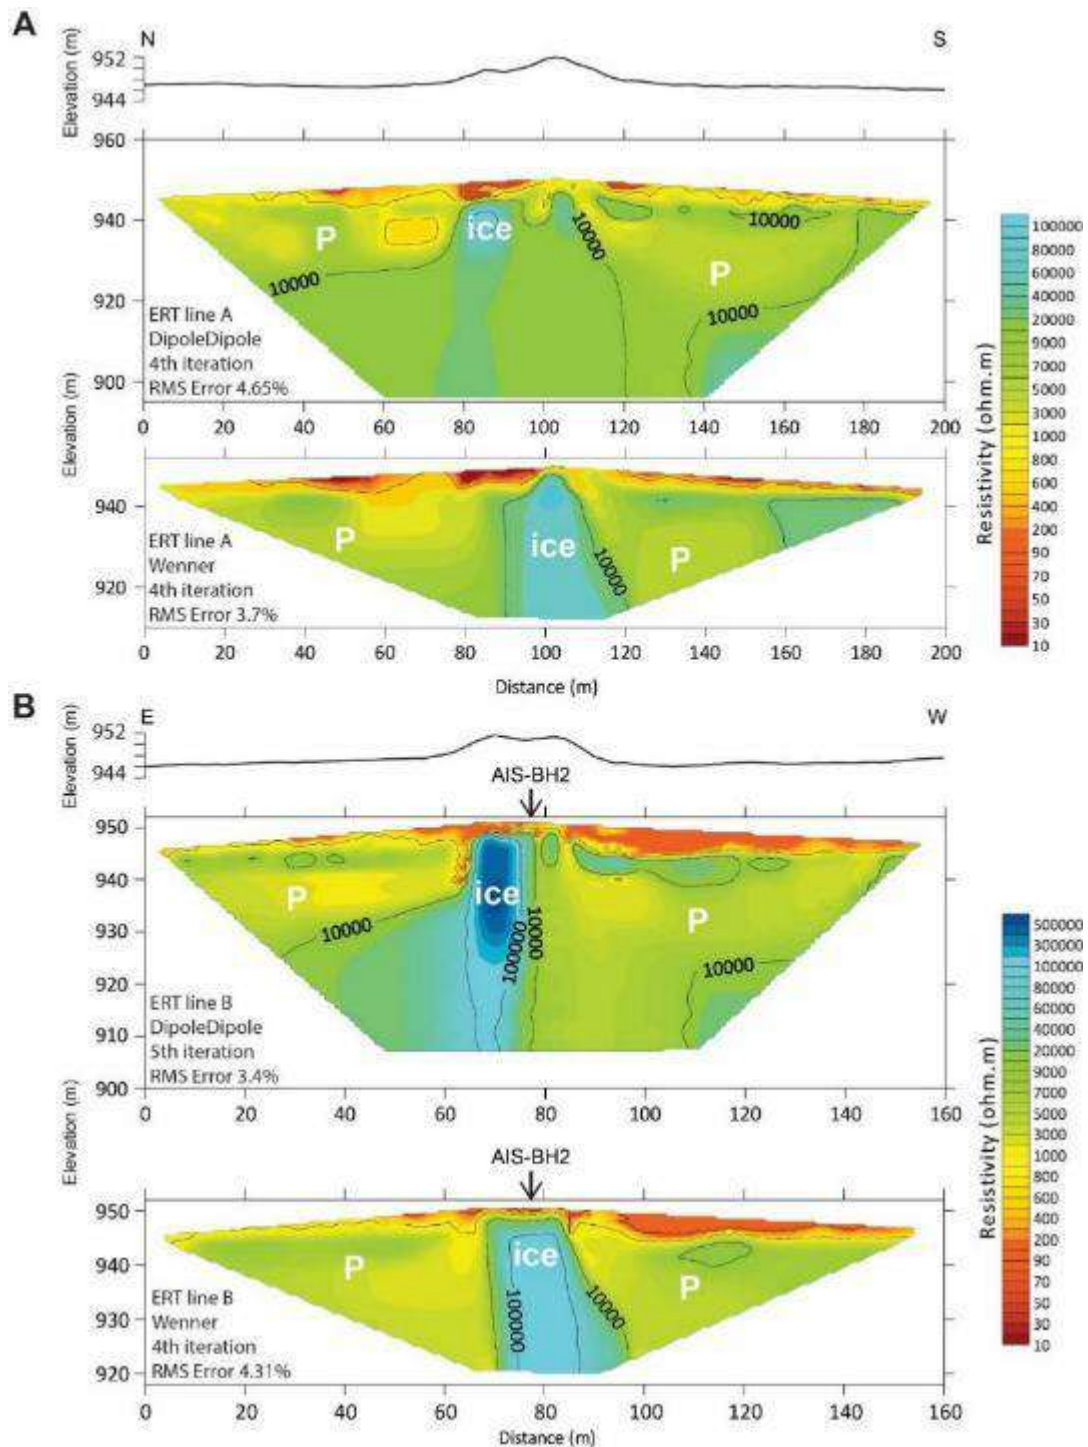 A
N
S
Elevation (m)
952
944
Elevation (m)
960
940
920
900
P
ice
P
10000
10000
10000
10000
ERT line A
DipoleDipole
4th iteration
RMS Error 4.65%
0 20 40 60 80 100 120 140 160 180 200
Elevation (m)
940
920
P
ice
P
10000
ERT line A
Wenner
4th iteration
RMS Error 3.7%
0 20 40 60 80 100 120 140 160 180 200
Distance (m)
Resistivity (ohm.m)
100000
80000
60000
40000
20000
9000
7000
5000
3000
1000
800
600
400
200
90
70
50
30
10
B
E
W
Elevation (m)
952
944
AIS-BH2
Elevation (m)
950
940
930
920
910
900
P
ice
P
10000
100000
10000
10000
ERT line B
DipoleDipole
5th iteration
RMS Error 3.4%
0 20 40 60 80 100 120 140 160
AIS-BH2
Elevation (m)
950
940
930
920
P
ice
P
100000
10000
ERT line B
Wenner
4th iteration
RMS Error 4.31%
0 20 40 60 80 100 120 140 160
Distance (m)
Resistivity (ohm.m)
500000
300000
100000
80000
60000
40000
20000
9000
7000
5000
3000
1000
800
600
400
200
90
70
50
30
10